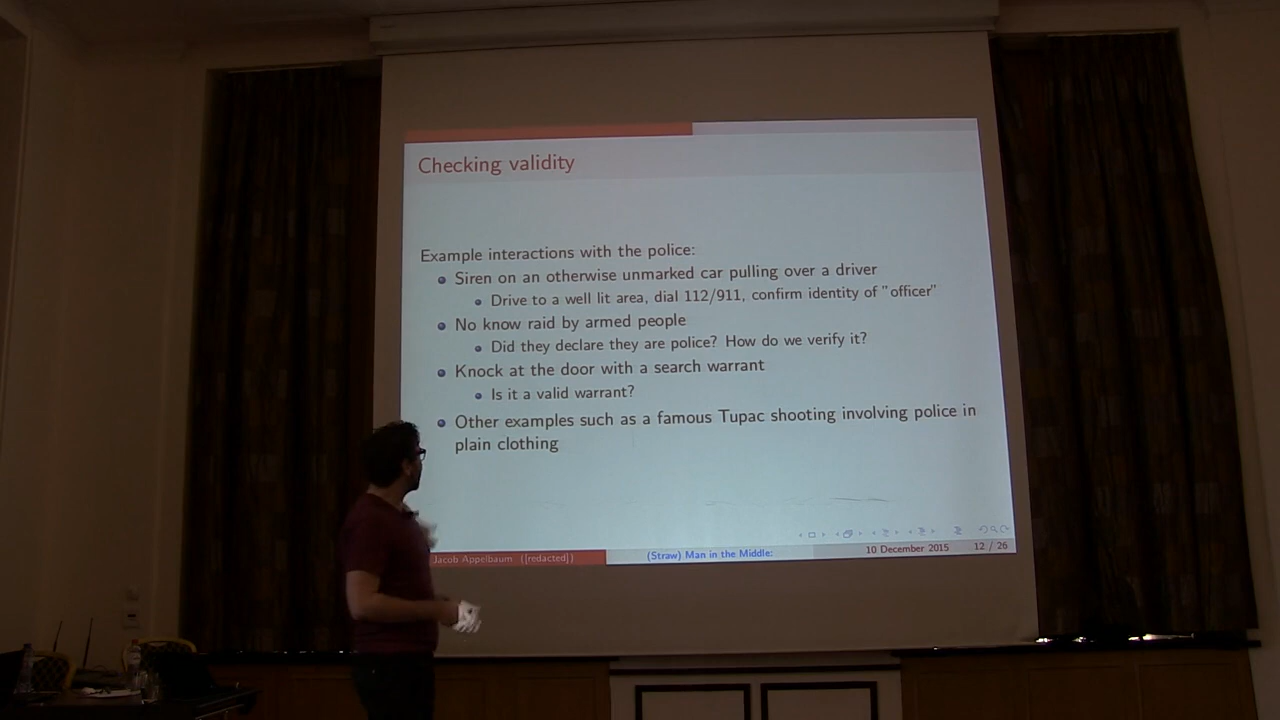 Checking validity
Example interactions with the police:
Siren on an otherwise unmarked car pulling over a driver
Drive to a well lit area, dial 112/911, confirm identity of "officer"
No know raid by armed people
Did they declare they are police? How do we verify it?
Knock at the door with a search warrant
Is it a valid warrant?
Other examples such as a famous Tupac shooting involving police in
plain clothing
Jacob Appelbaum ([redacted])
(Straw) Man in the Middle:
10 December 2015
12 / 26